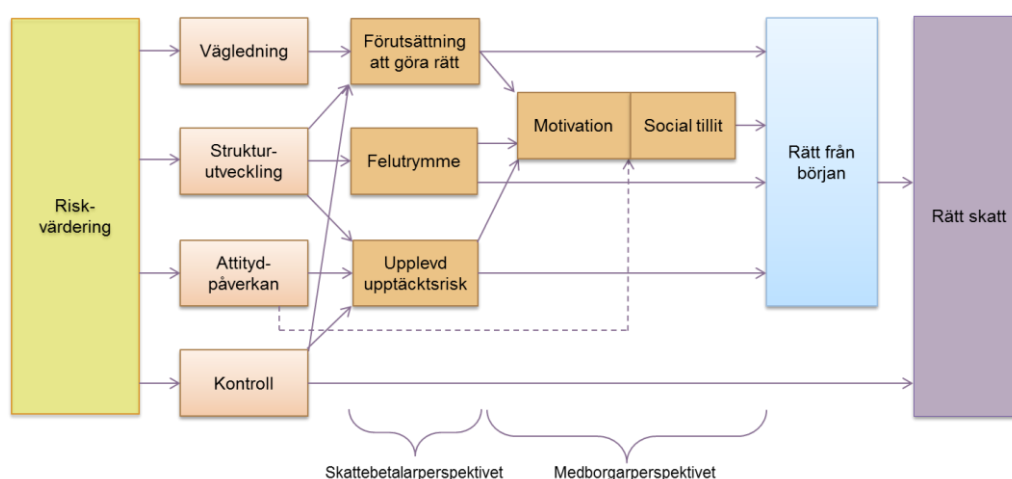 Risk-
värdering
Vägledning
Struktur-
utveckling
Attityd-
påverkan
Kontroll
Förutsättning
att göra rätt
Felutrymme
Upplevd
upptäcktsrisk
Motivation
Social tillit
Rätt från
början
Rätt skatt
Skattebetalarperspektivet
Medborgarperspektivet